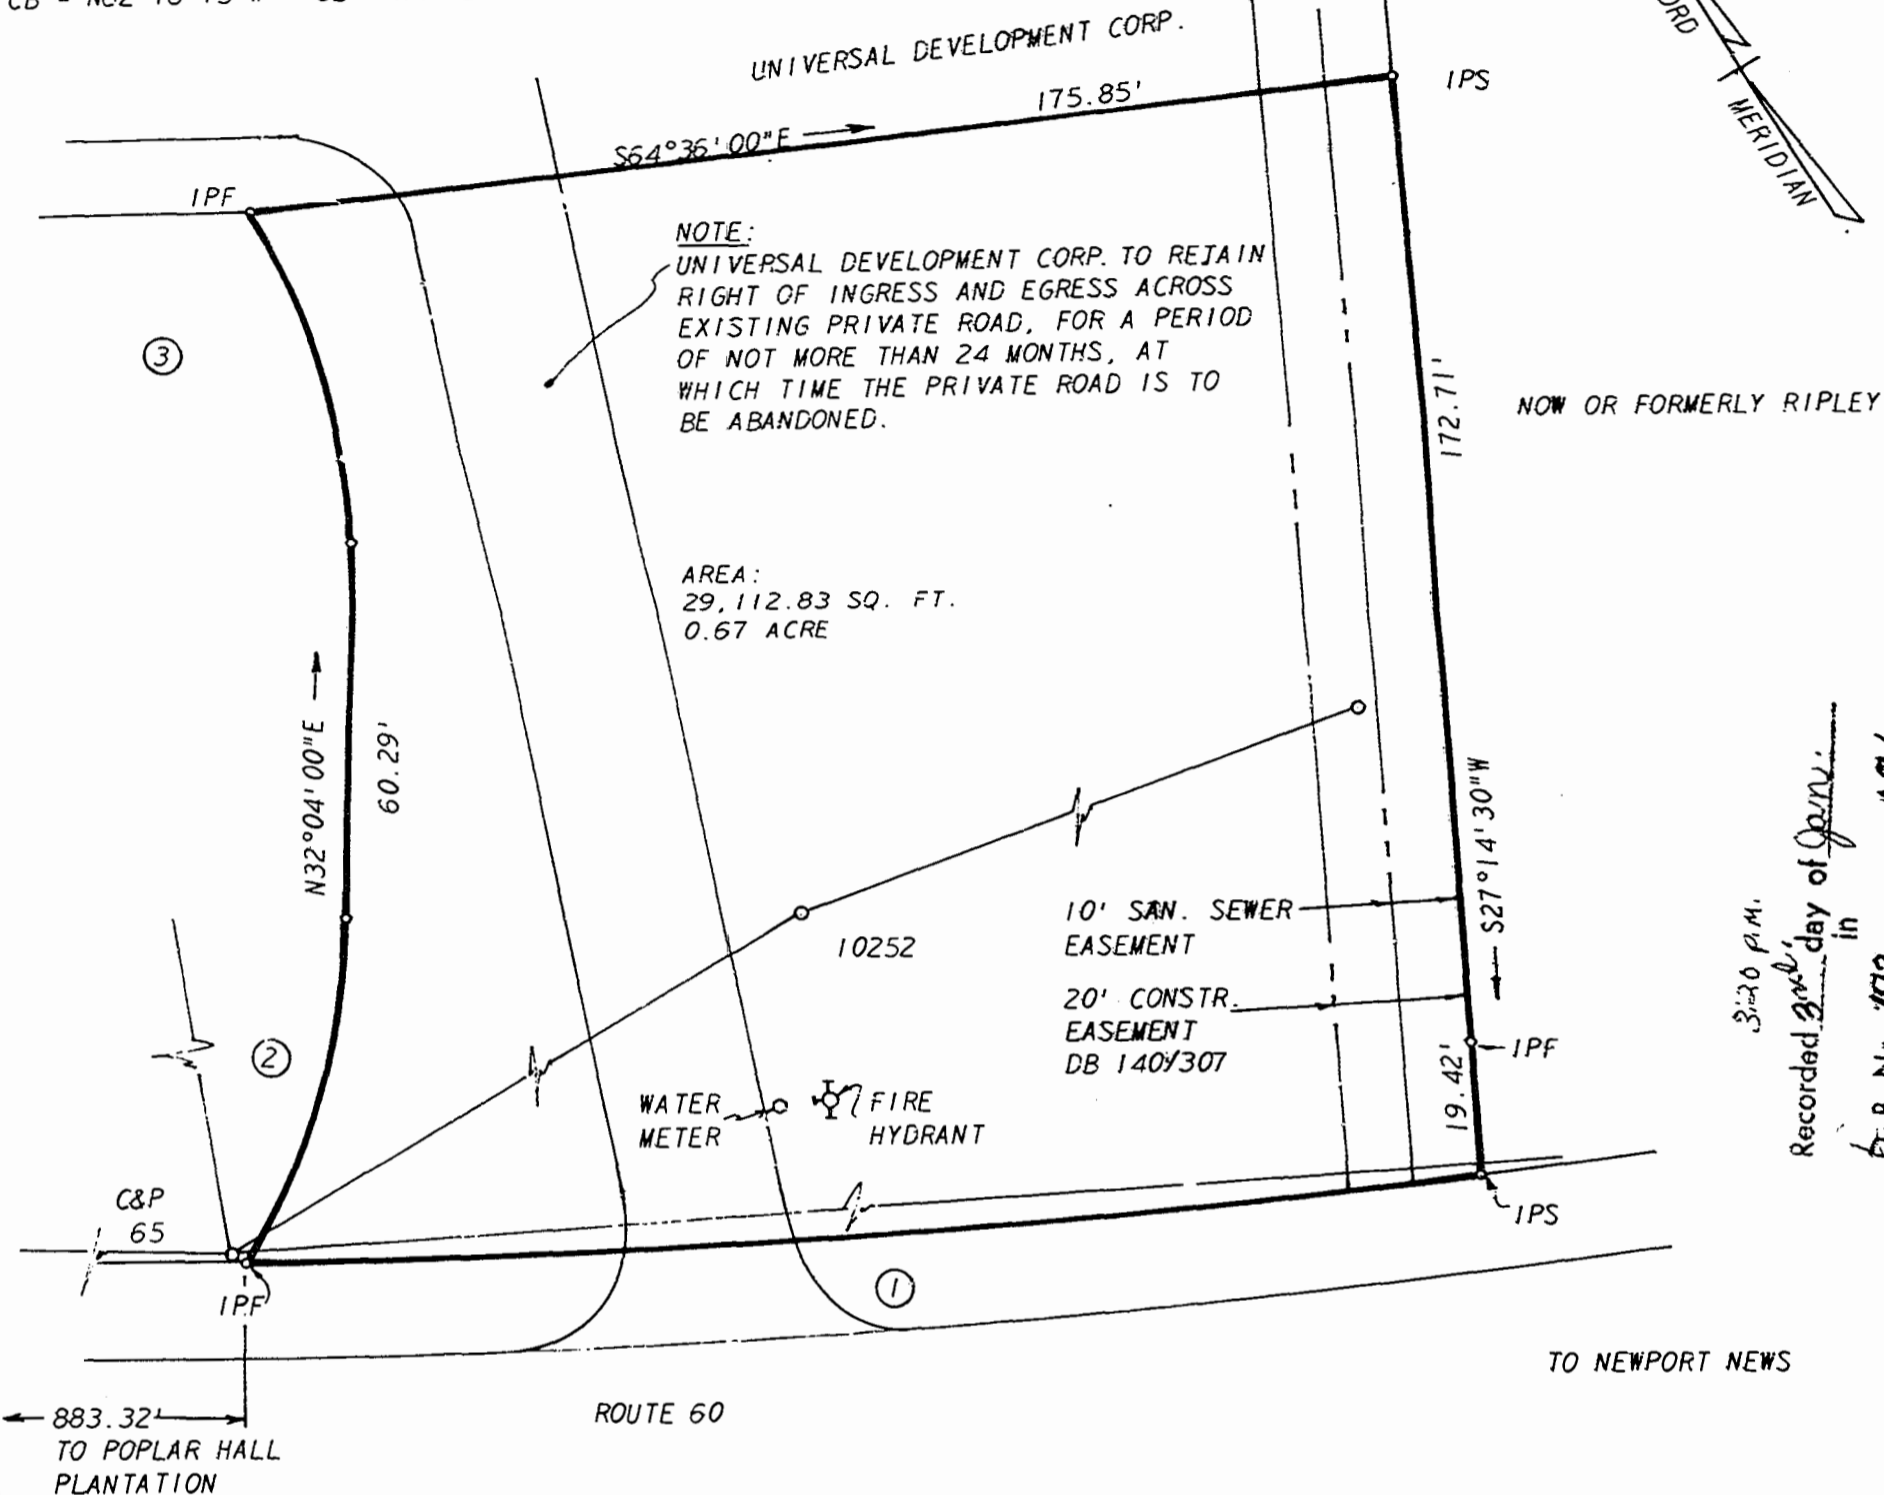 UNIVERSAL DEVELOPMENT CORP.
175.85'
IPS
S64°36'00"E
MERIDIAN
IPF
NOTE:
UNIVERSAL DEVELOPMENT CORP. TO RETAIN
RIGHT OF INGRESS AND EGRESS ACROSS
EXISTING PRIVATE ROAD, FOR A PERIOD
OF NOT MORE THAN 24 MONTHS, AT
WHICH TIME THE PRIVATE ROAD IS TO
BE ABANDONED.
3
172.71'
NOW OR FORMERLY RIPLEY
AREA:
29,112.83 SQ. FT.
0.67 ACRE
N32°04'00"E
60.29'
S27°14'30"W
10' SAN. SEWER
EASEMENT
10252
20' CONSTR.
EASEMENT
DB 140/307
3:30 P.M.
Recorded 3rd day of Jan.
in
2
IPF
19.42'
WATER
METER
FIRE
HYDRANT
C&P
65
IPS
IPF
1
TO NEWPORT NEWS
883.32'
TO POPLAR HALL
PLANTATION
ROUTE 60